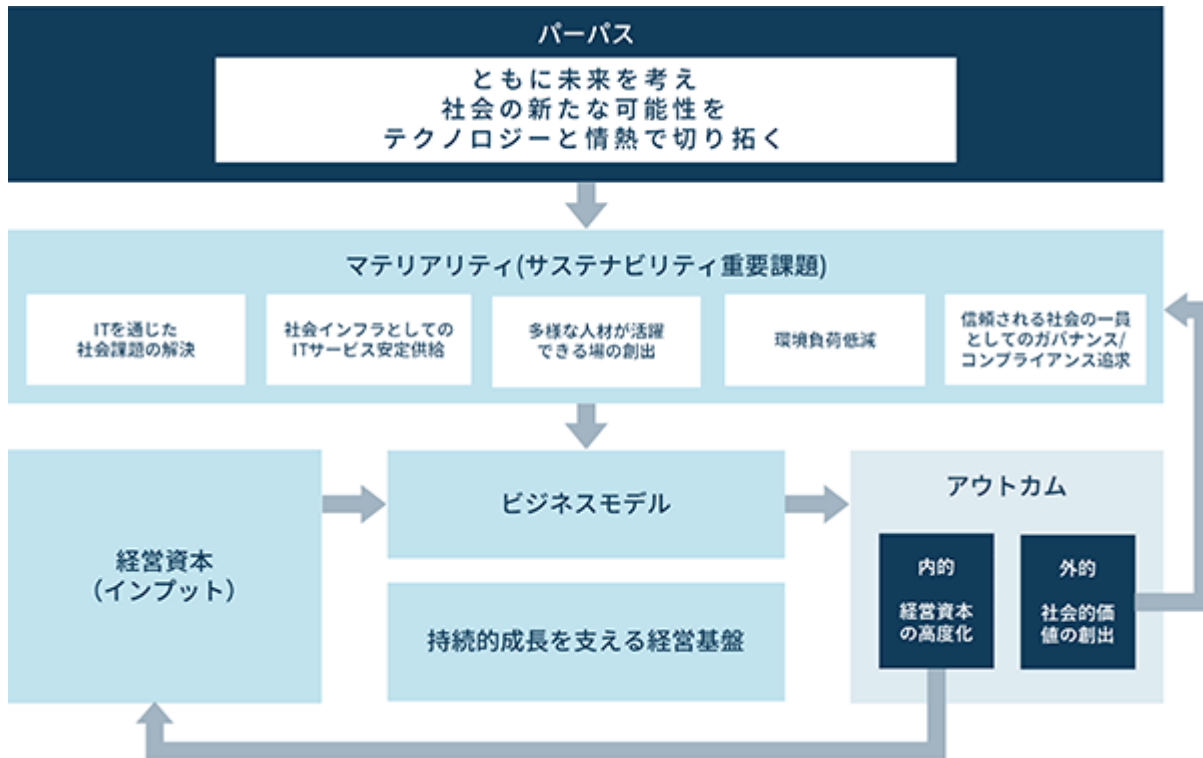 パーパス
ともに未来を考え
社会の新たな可能性を
テクノロジーと情熱で切り拓く
マテリアリティ(サステナビリティ重要課題)
ITを通じた
社会課題の解決
社会インフラとしての
ITサービス安定供給
多様な人材が活躍
できる場の創出
環境負荷低減
信頼される社会の一員
としてのガバナンス/
コンプライアンス追求
経営資本
（インプット）
ビジネスモデル
持続的成長を支える経営基盤
アウトカム
内的
経営資本
の高度化
外的
社会的価
値の創出